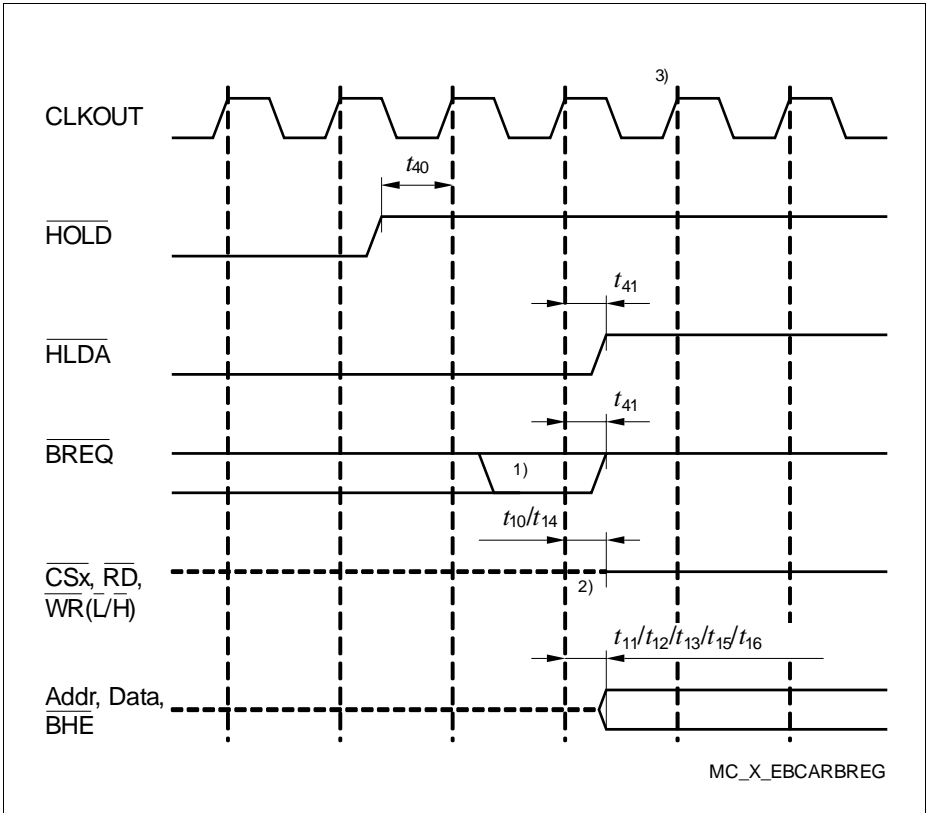 3)
CLKOUT
t40
HOLD
t41
HLDA
t41
BREQ
1)
t10/t14
CSx, RD,
WR(L/H)
2)
t11/t12/t13/t15/t16
Addr, Data,
BHE
MC_X_EBCARBREG